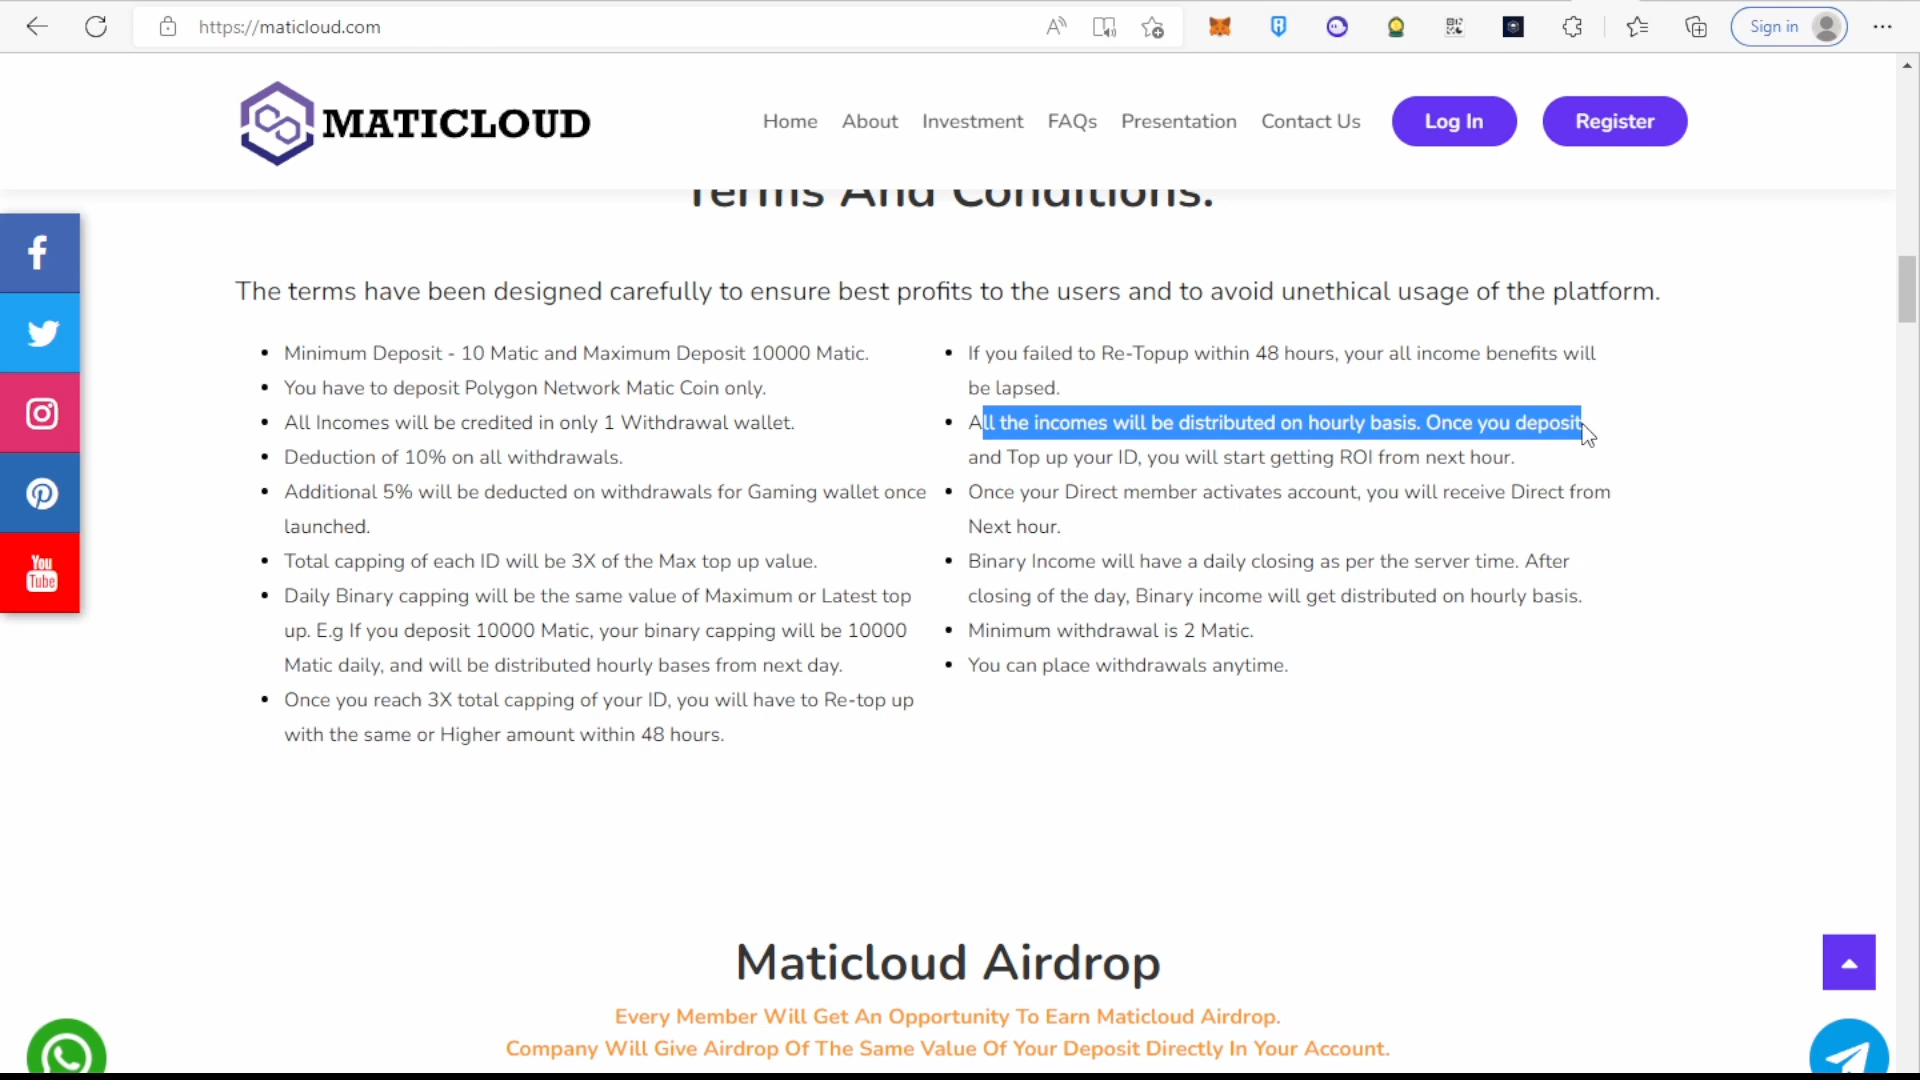 https://maticloud.com
Sign in
MATICLOUD
Home About Investment FAQs Presentation Contact Us Log In Register
Terms And Conditions.
The terms have been designed carefully to ensure best profits to the users and to avoid unethical usage of the platform.
Minimum Deposit - 10 Matic and Maximum Deposit 10000 Matic.
You have to deposit Polygon Network Matic Coin only.
All Incomes will be credited in only 1 Withdrawal wallet.
Deduction of 10% on all withdrawals.
Additional 5% will be deducted on withdrawals for Gaming wallet once
launched.
Total capping of each ID will be 3X of the Max top up value.
Daily Binary capping will be the same value of Maximum or Latest top
up. E.g If you deposit 10000 Matic, your binary capping will be 10000
Matic daily, and will be distributed hourly bases from next day.
Once you reach 3X total capping of your ID, you will have to Re-top up
with the same or Higher amount within 48 hours.
If you failed to Re-Topup within 48 hours, your all income benefits will
be lapsed.
All the incomes will be distributed on hourly basis. Once you deposit
and Top up your ID, you will start getting ROI from next hour.
Once your Direct member activates account, you will receive Direct from
Next hour.
Binary Income will have a daily closing as per the server time. After
closing of the day, Binary income will get distributed on hourly basis.
Minimum withdrawal is 2 Matic.
You can place withdrawals anytime.
You
Tube
Maticloud Airdrop
Every Member Will Get An Opportunity To Earn Maticloud Airdrop.
Company Will Give Airdrop Of The Same Value Of Your Deposit Directly In Your Account.